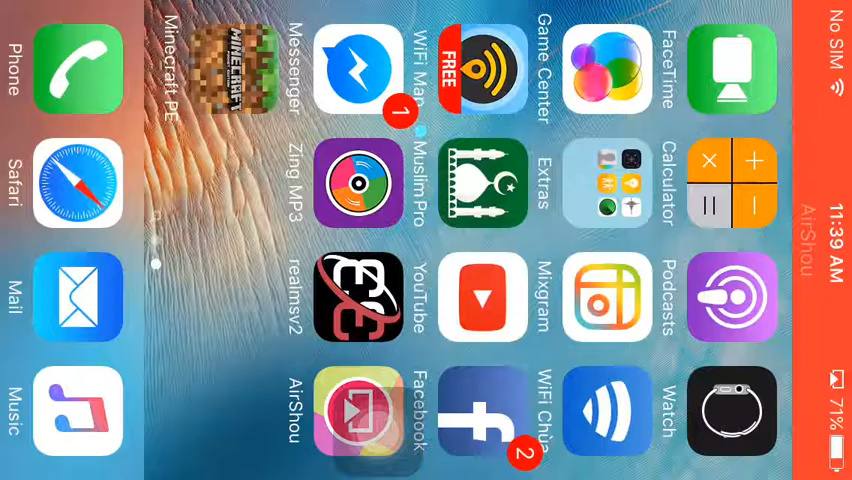 No SIM 11:39 AM 71%
AirShou
FaceTime Calculator Podcasts Watch
FREE
Game Center Extras Mixgram WiFi Chùa
WiFi Map Muslim Pro YouTube Facebook
1 2
Messenger Zing MP3 realmsv2 AirShou
MINECRAFT
Minecraft PE
Phone Safari Mail Music